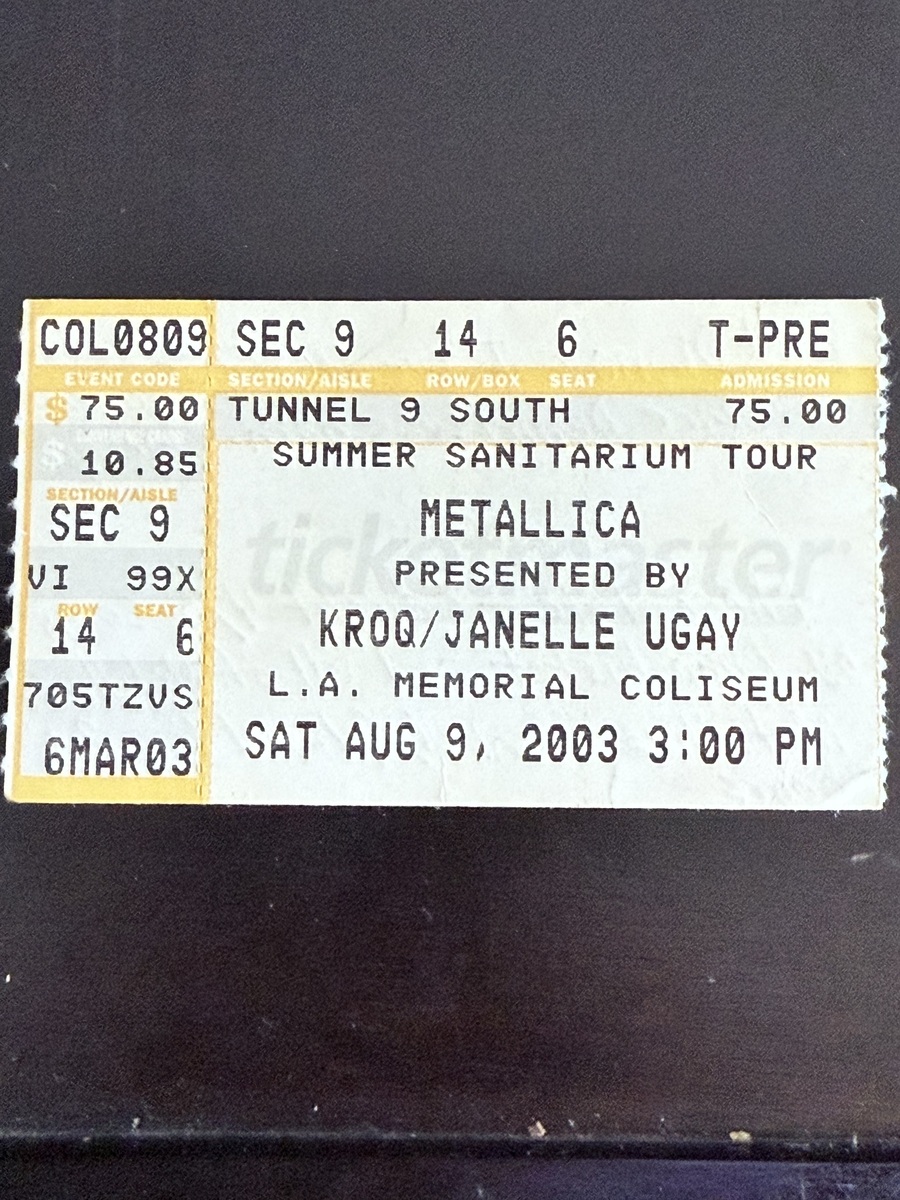 COL0809 SEC 9 14 6 T-PRE
EVENT CODE SECTION/AISLE ROW/BOX SEAT ADMISSION
$ 75.00 TUNNEL 9 SOUTH 75.00
CONVENIENCE CHARGE
$ 10.85 SUMMER SANITARIUM TOUR
SECTION/AISLE
SEC 9 METALLICA
ticketmaster
VI 99X PRESENTED BY
ROW SEAT
14 6 KROQ/JANELLE UGAY
705TZVS L.A. MEMORIAL COLISEUM
6MAR03 SAT AUG 9, 2003 3:00 PM